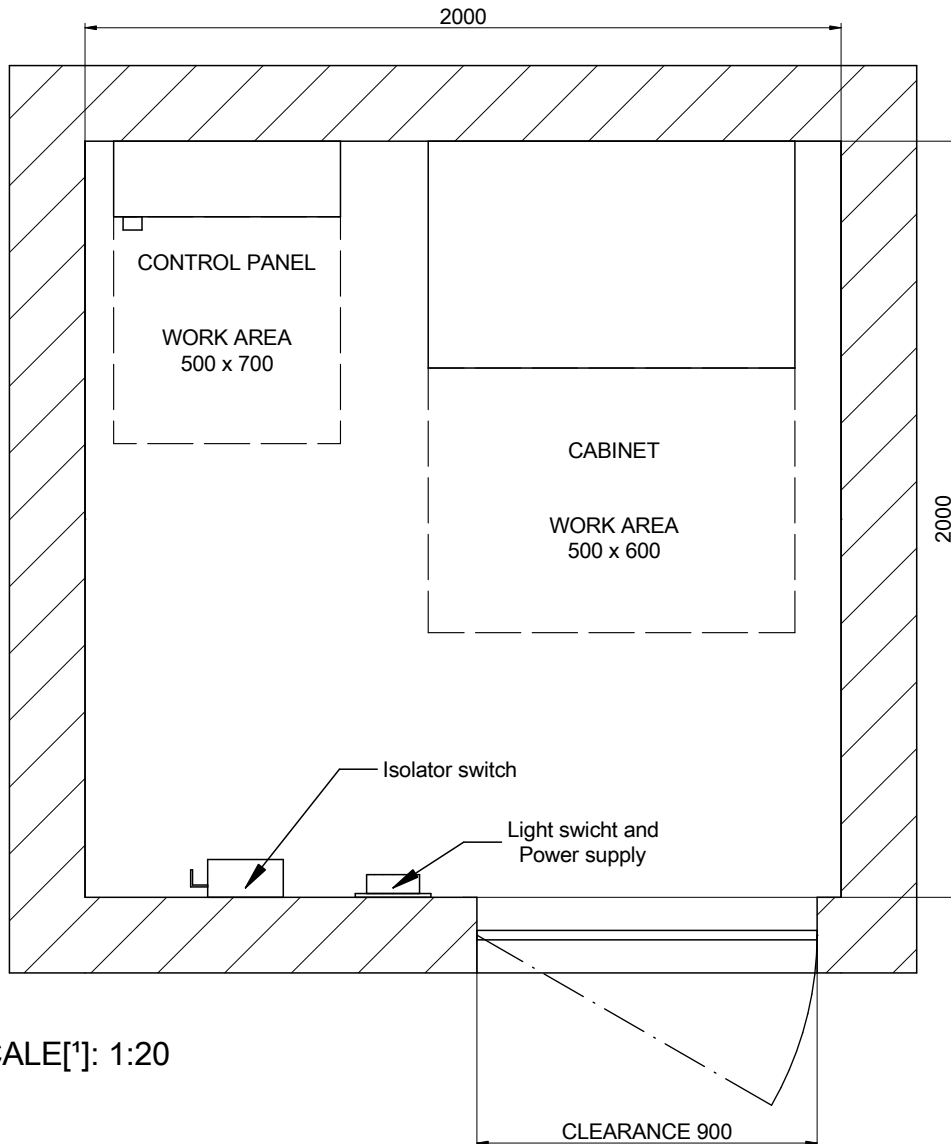 2000
CONTROL PANEL
WORK AREA
500 x 700
CABINET
WORK AREA
500 x 600
2000
Isolator switch
Light swicht and
Power supply
CALE[¹]: 1:20
CLEARANCE 900